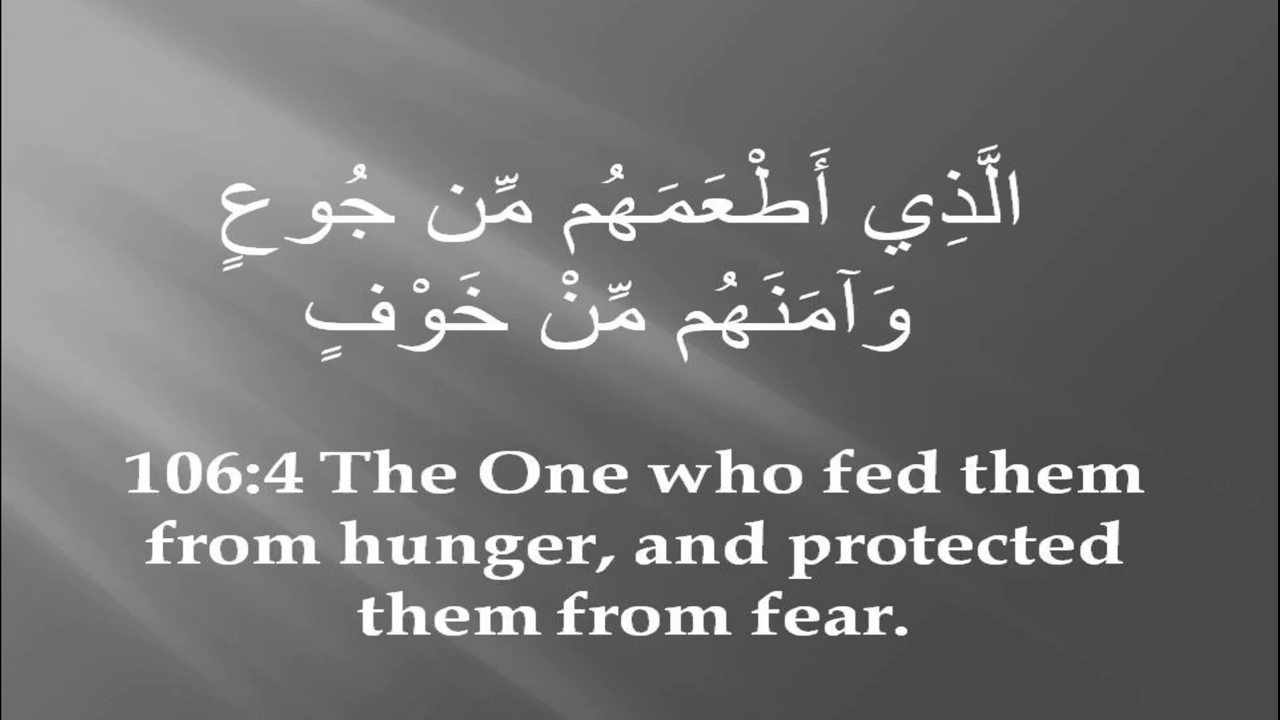 الَّذِي أَطْعَمَهُم مِّن جُوعٍ
وَآمَنَهُم مِّنْ خَوْفٍ
106:4 The One who fed them
from hunger, and protected
them from fear.